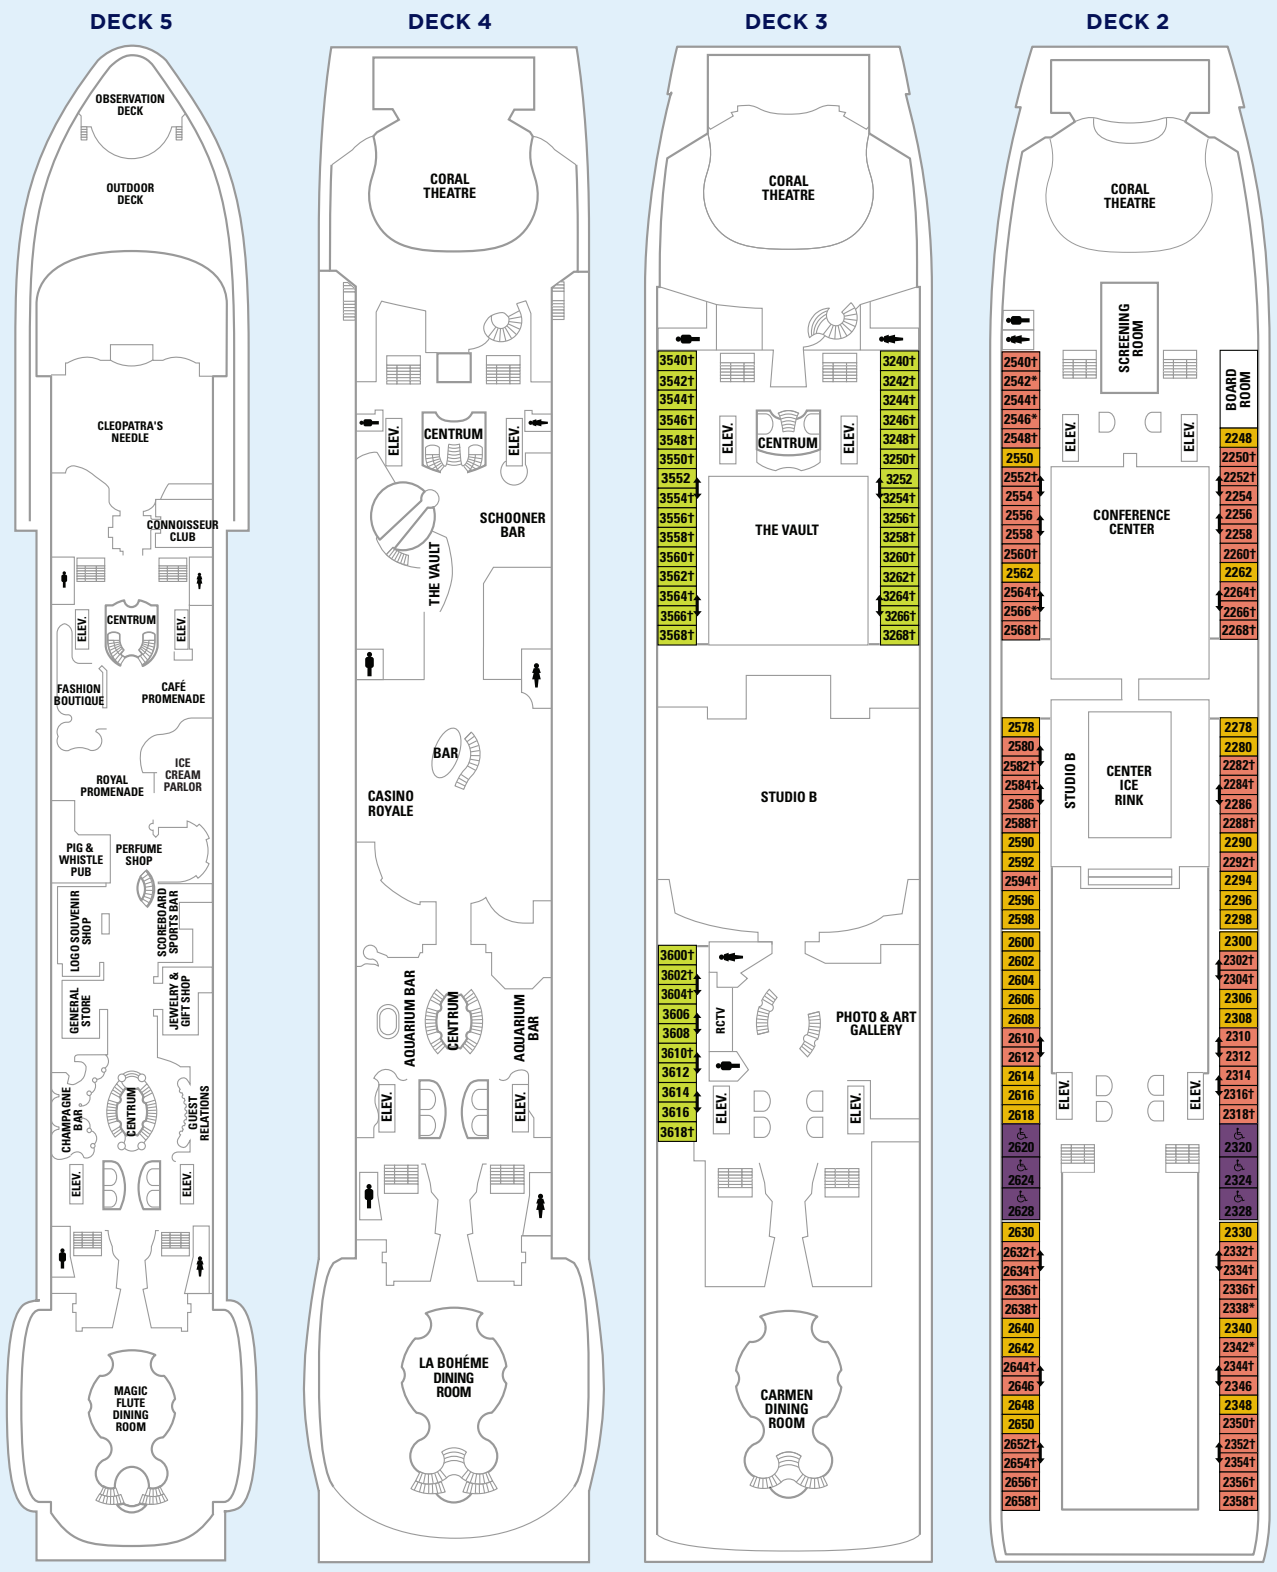 DECK 5
OBSERVATION
DECK
OUTDOOR
DECK
CLEOPATRA'S
NEEDLE
CONNOISSEUR
CLUB
CENTRUM
ELEV.
ELEV.
FASHION
BOUTIQUE
CAFÉ
PROMENADE
ICE
CREAM
PARLOR
ROYAL
PROMENADE
PIG &
WHISTLE
PUB
PERFUME
SHOP
LOGO SOUVENIR
SHOP
SCOREBOARD
SPORTS BAR
GENERAL
STORE
JEWELRY &
GIFT SHOP
CHAMPAGNE
BAR
CENTRUM
GUEST
RELATIONS
ELEV.
ELEV.
MAGIC
FLUTE
DINING
ROOM
DECK 4
CORAL
THEATRE
ELEV.
CENTRUM
ELEV.
SCHOONER
BAR
THE VAULT
BAR
CASINO
ROYALE
AQUARIUM BAR
CENTRUM
AQUARIUM
BAR
ELEV.
ELEV.
LA BOHÉME
DINING
ROOM
DECK 3
CORAL
THEATRE
3540†
3542†
3544†
3546†
3548†
3550†
3552
3554†
3556†
3558†
3560†
3562†
3564†
3566†
3568†
ELEV.
CENTRUM
ELEV.
3240†
3242†
3244†
3246†
3248†
3250†
3252
3254†
3256†
3258†
3260†
3262†
3264†
3266†
3268†
THE VAULT
STUDIO B
3600†
3602†
3604†
3606
3608
3610†
3612
3614
3616
3618†
RCTV
PHOTO & ART
GALLERY
ELEV.
ELEV.
CARMEN
DINING
ROOM
DECK 2
CORAL
THEATRE
SCREENING
ROOM
BOARD
ROOM
2540†
2542*
2544†
2546*
2548†
2550
2552†
2554
2556
2558
2560†
2562
2564†
2566*
2568†
ELEV.
ELEV.
2248
2250†
2252†
2254
2256
2258
2260†
2262
2264†
2266†
2268†
CONFERENCE
CENTER
2578
2580
2582†
2584†
2586
2588†
2590
2592
2594†
2596
2598
2600
2602
2604
2606
2608
2610
2612
2614
2616
2618
2620
2624
2628
2630
2632†
2634†
2636†
2638†
2640
2642
2644†
2646
2648
2650
2652†
2654†
2656†
2658†
STUDIO B
CENTER
ICE
RINK
ELEV.
ELEV.
2278
2280
2282†
2284†
2286
2288†
2290
2292†
2294
2296
2298
2300
2302†
2304†
2306
2308
2310
2312
2314
2316†
2318†
2320
2324
2328
2330
2332†
2334†
2336†
2338*
2340
2342*
2344†
2346
2348
2350†
2352†
2354†
2356†
2358†